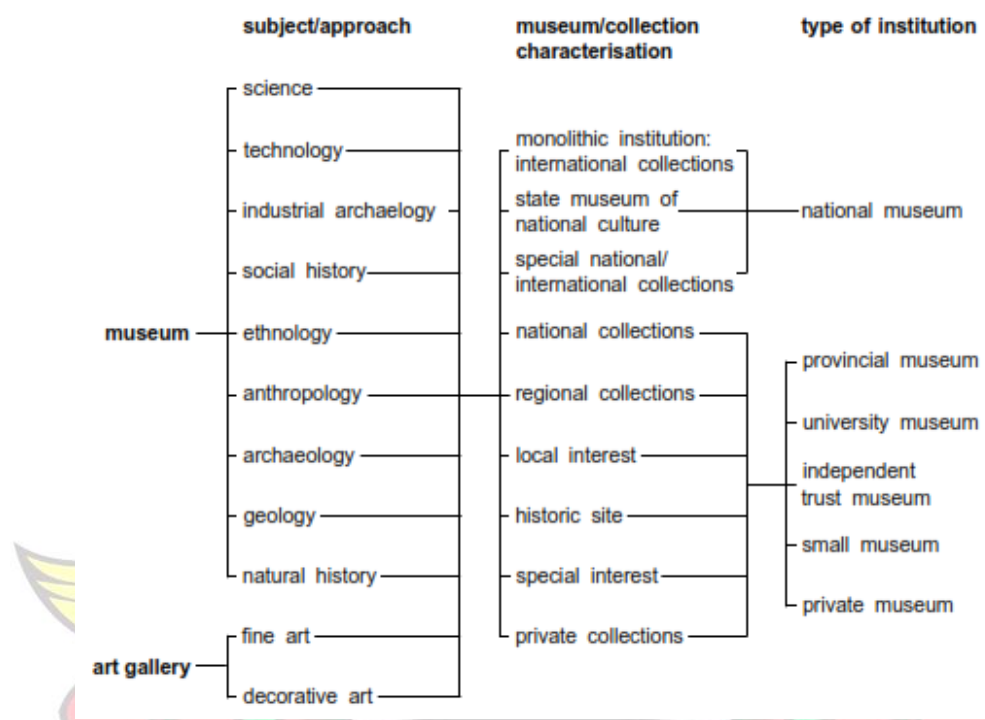 subject/approach
museum/collection
characterisation
type of institution
science
technology
industrial archaelogy
social history
museum
ethnology
anthropology
archaeology
geology
natural history
art gallery
fine art
decorative art
monolithic institution:
international collections
state museum of
national culture
special national/
international collections
national collections
regional collections
local interest
historic site
special interest
private collections
national museum
provincial museum
university museum
independent
trust museum
small museum
private museum